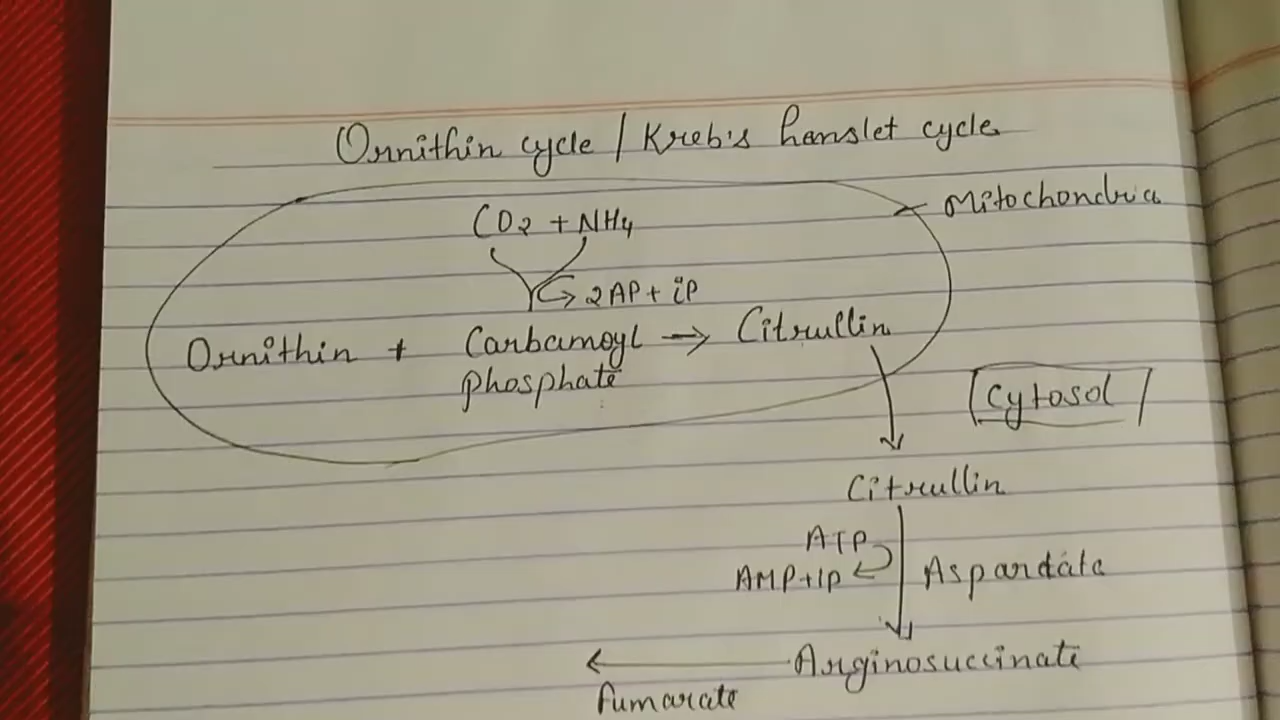 Ornithin cycle / Kreb's henslet cycle
Mitochondria
CO2 + NH4
2AP + iP
Ornithin + Carbamoyl → Citrullin
phosphate
Cytosol
Citrullin
ATP
AMP+IP
Aspardate
Arginosuccinate
Fumarate